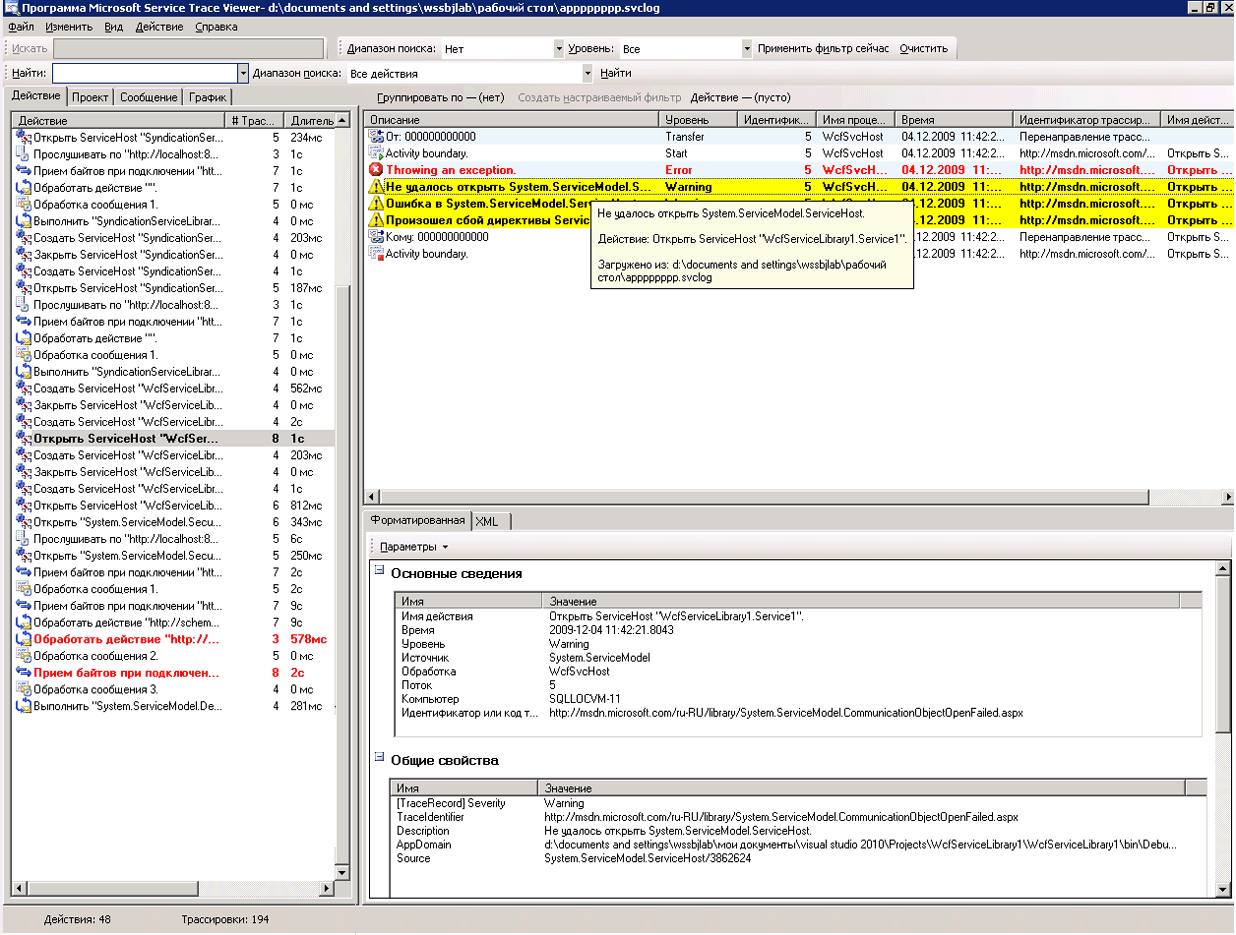 Программа Microsoft Service Trace Viewer- d:\documents and settings\wssbjlab\рабочий стол\apppppppp.svclog
Файл Изменить Вид Действие Справка
Искать Диапазон поиска: Нет Уровень: Все Применить фильтр сейчас Очистить
Найти: Диапазон поиска: Все действия Найти
Действие Проект Сообщение График
Действие # Трас... Длитель
Открыть ServiceHost "SyndicationSer... 5 234мс
Прослушивать по "http://localhost:8... 3 1с
Прием байтов при подключении "htt... 7 1с
Обработать действие "". 7 1с
Обработка сообщения 1. 5 0 мс
Выполнить "SyndicationServiceLibrar... 4 0 мс
Создать ServiceHost "SyndicationSer... 4 203мс
Закрыть ServiceHost "SyndicationSer... 4 0 мс
Создать ServiceHost "SyndicationSer... 4 1с
Открыть ServiceHost "SyndicationSer... 5 187мс
Прослушивать по "http://localhost:8... 3 1с
Прием байтов при подключении "htt... 7 1с
Обработать действие "". 7 1с
Обработка сообщения 1. 5 0 мс
Выполнить "SyndicationServiceLibrar... 4 0 мс
Создать ServiceHost "WcfServiceLibr... 4 562мс
Закрыть ServiceHost "WcfServiceLib... 4 0 мс
Создать ServiceHost "WcfServiceLibr... 4 2с
Открыть ServiceHost "WcfSer... 8 1с
Создать ServiceHost "WcfServiceLibr... 4 203мс
Закрыть ServiceHost "WcfServiceLib... 4 0 мс
Создать ServiceHost "WcfServiceLibr... 4 1с
Открыть ServiceHost "WcfServiceLib... 6 812мс
Открыть "System.ServiceModel.Secu... 6 343мс
Прослушивать по "http://localhost:8... 5 6с
Открыть "System.ServiceModel.Secu... 5 250мс
Прием байтов при подключении "htt... 7 2с
Обработка сообщения 1. 5 2с
Прием байтов при подключении "htt... 7 9с
Обработать действие "http://schem... 7 9с
Обработать действие "http://... 3 578мс
Обработка сообщения 2. 5 0 мс
Прием байтов при подключен... 8 2с
Обработка сообщения 3. 4 0 мс
Выполнить "System.ServiceModel.De... 4 281мс
Группировать по — (нет) Создать настраиваемый фильтр Действие — (пусто)
Описание Уровень Идентифик... Имя проце... Время Идентификатор трассир... Имя дейст...
От: 000000000000 Transfer 5 WcfSvcHost 04.12.2009 11:42:2... Перенаправление трасс...
Activity boundary. Start 5 WcfSvcHost 04.12.2009 11:42:2... http://msdn.microsoft.com/... Открыть S...
Throwing an exception. Error 5 WcfSvcH... 04.12.2009 11:... http://msdn.microsoft.... Открыть ...
Не удалось открыть System.ServiceModel.S... Warning 5 WcfSvcH... 04.12.2009 11:... http://msdn.microsoft.... Открыть ...
Ошибка в System.ServiceModel. .12.2009 11:... http://msdn.microsoft.... Открыть ...
Произошел сбой директивы Servic .12.2009 11:... http://msdn.microsoft.... Открыть ...
Кому: 000000000000 .12.2009 11:42:2... Перенаправление трасс... Открыть S...
Activity boundary. .12.2009 11:42:2... http://msdn.microsoft.com/... Открыть S...
Не удалось открыть System.ServiceModel.ServiceHost.
Действие: Открыть ServiceHost "WcfServiceLibrary1.Service1".
Загружено из: d:\documents and settings\wssbjlab\рабочий
стол\apppppppp.svclog
Форматированная XML
Параметры
Основные сведения
Имя Значение
Имя действия Открыть ServiceHost "WcfServiceLibrary1.Service1".
Время 2009-12-04 11:42:21.8043
Уровень Warning
Источник System.ServiceModel
Обработка WcfSvcHost
Поток 5
Компьютер SQLLOCVM-11
Идентификатор или код т... http://msdn.microsoft.com/ru-RU/library/System.ServiceModel.CommunicationObjectOpenFailed.aspx
Общие свойства
Имя Значение
[TraceRecord] Severity Warning
TraceIdentifier http://msdn.microsoft.com/ru-RU/library/System.ServiceModel.CommunicationObjectOpenFailed.aspx
Description Не удалось открыть System.ServiceModel.ServiceHost.
AppDomain d:\documents and settings\wssbjlab\мои документы\visual studio 2010\Projects\WcfServiceLibrary1\WcfServiceLibrary1\bin\Debu...
Source System.ServiceModel.ServiceHost/3862624
Действия: 48 Трассировки: 194